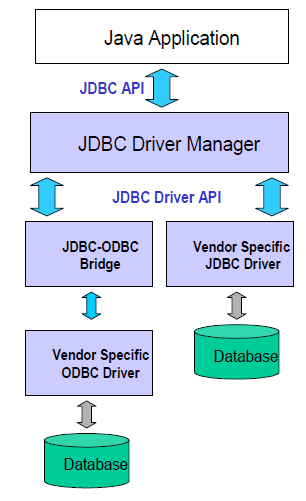 Java Application
JDBC API
JDBC Driver Manager
JDBC Driver API
JDBC-ODBC
Bridge
Vendor Specific
JDBC Driver
Vendor Specific
ODBC Driver
Database
Database